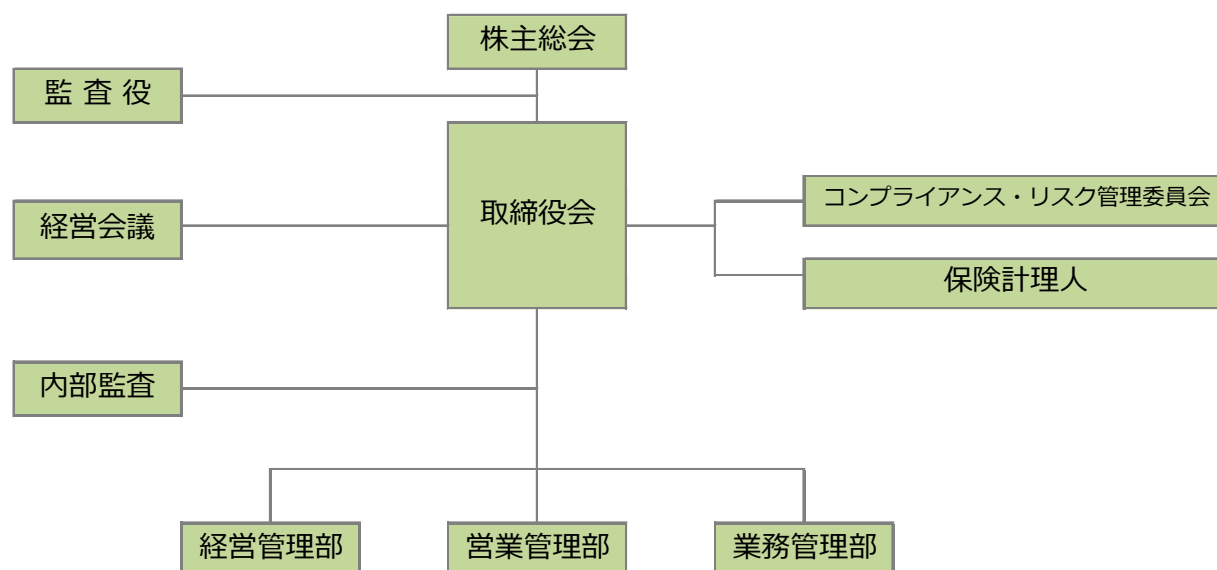 株主総会
監 査 役
取締役会
コンプライアンス・リスク管理委員会
経営会議
保険計理人
内部監査
経営管理部
営業管理部
業務管理部